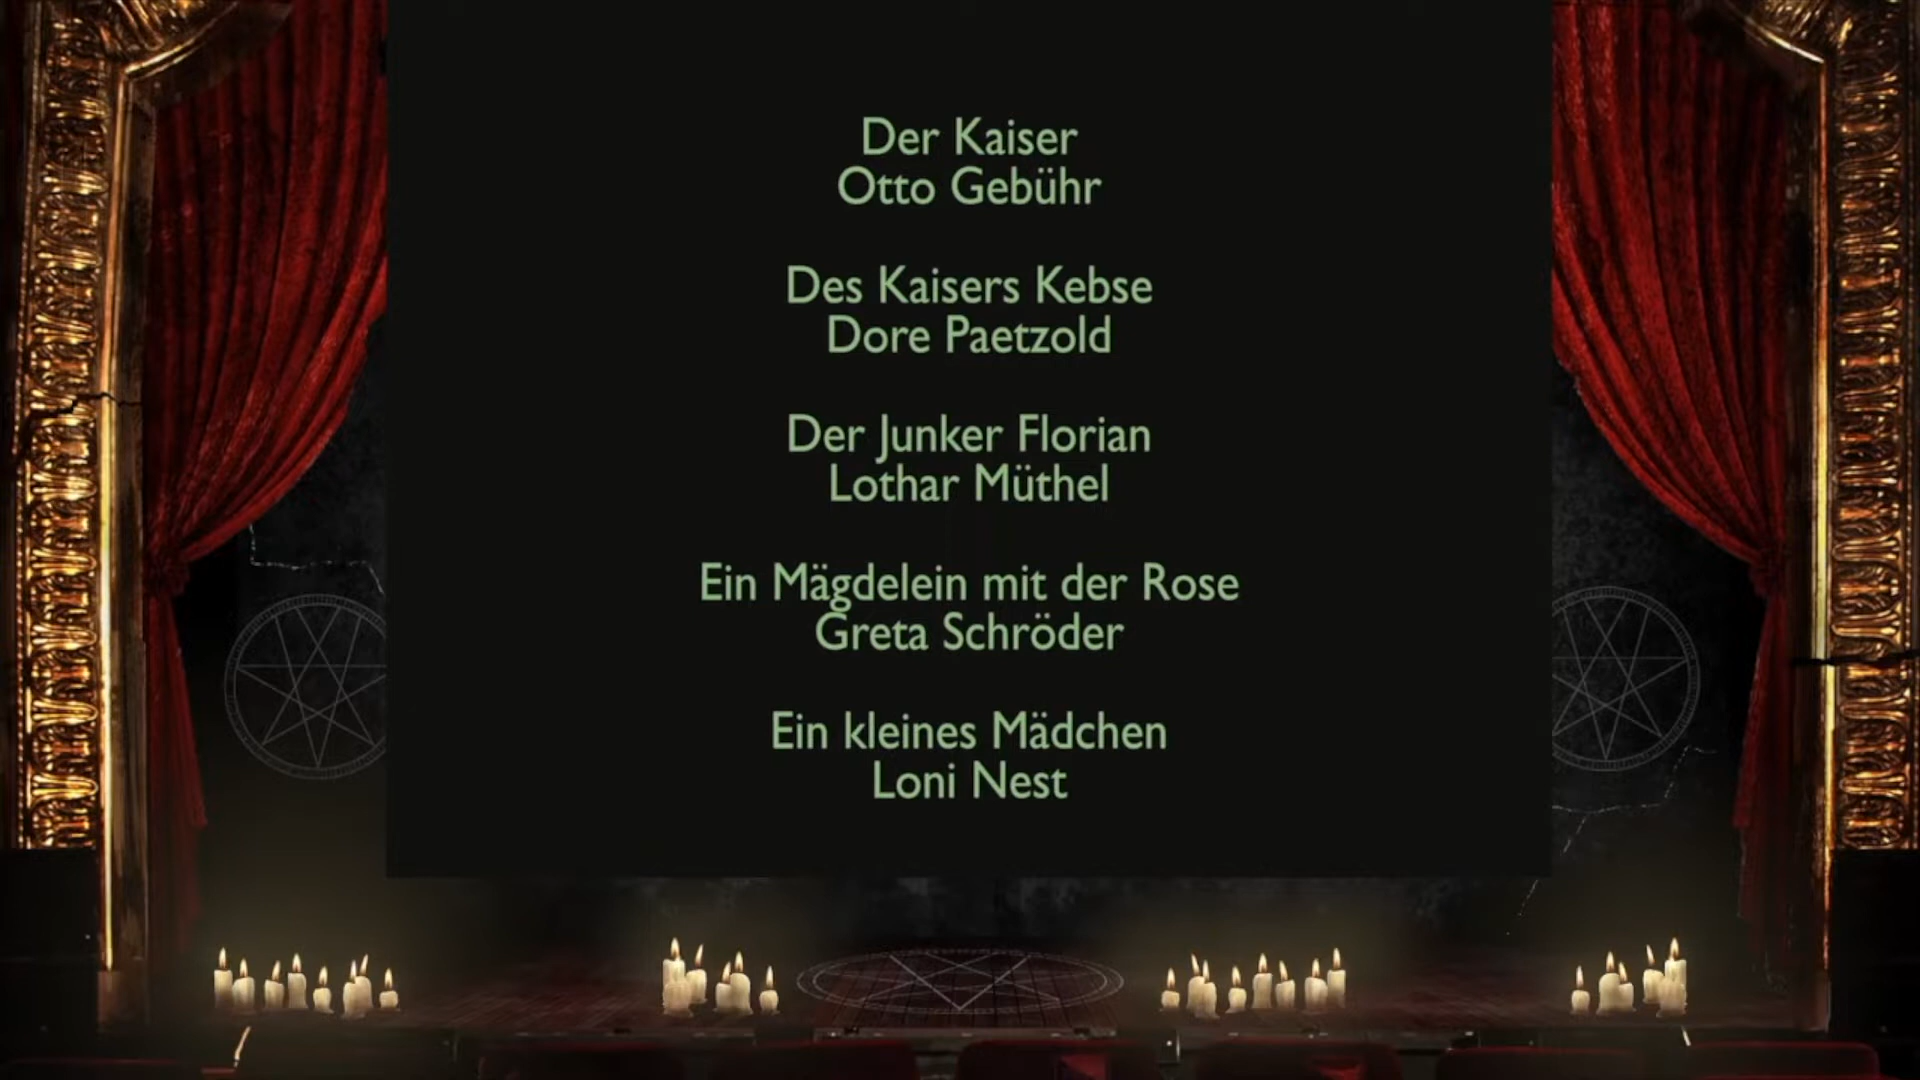 Der Kaiser
Otto Gebühr
Des Kaisers Kebse
Dore Paetzold
Der Junker Florian
Lothar Müthel
Ein Mägdelein mit der Rose
Greta Schröder
Ein kleines Mädchen
Loni Nest